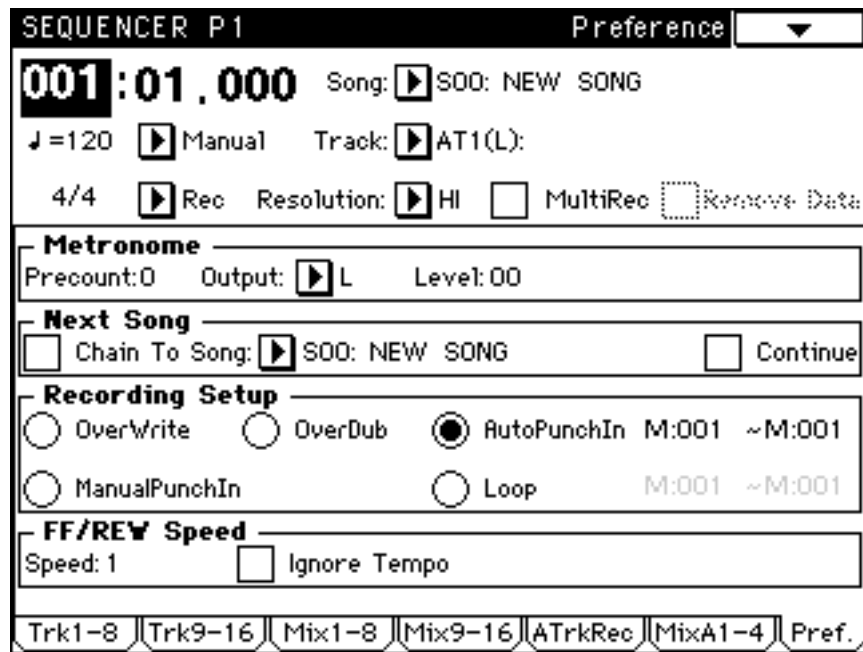 SEQUENCER P1 Preference
001:01.000 Song: S00: NEW SONG
♩=120 Manual Track: AT1(L):
4/4 Rec Resolution: HI MultiRec Remove Data
Metronome
Precount:0 Output: L Level:00
Next Song
Chain To Song: S00: NEW SONG Continue
Recording Setup
OverWrite OverDub AutoPunchIn M:001 ~M:001
ManualPunchIn Loop M:001 ~M:001
FF/REW Speed
Speed: 1 Ignore Tempo
Trk1-8 Trk9-16 Mix1-8 Mix9-16 ATrkRec MixA1-4 Pref.